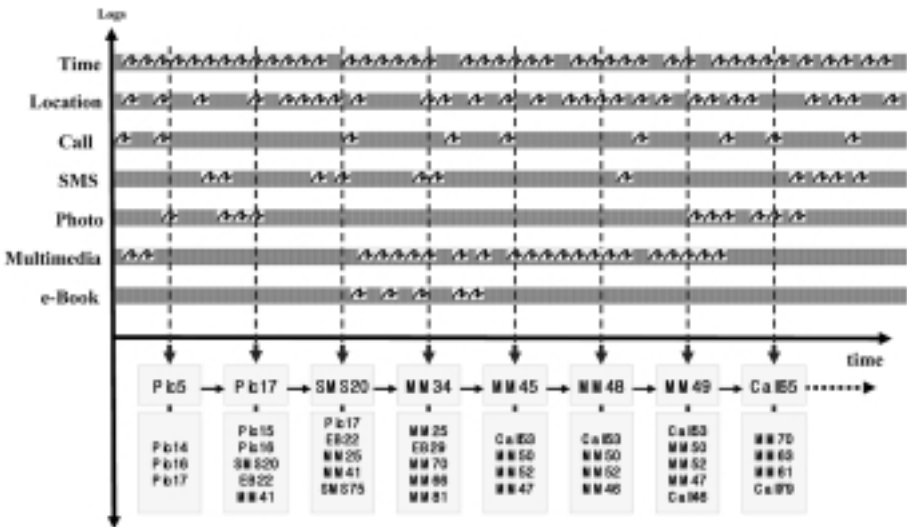 Logs
Time
Location
Call
SMS
Photo
Multimedia
e-Book
time
Pic5
Pic17
SMS20
MM34
MM45
MM48
MM49
Call55
Pic14
Pic16
Pic17
Pic15
Pic16
SMS20
EB22
MM41
Pic17
EB22
MM25
MM41
SMS75
MM25
EB29
MM70
MM66
MM81
Call53
MM50
MM52
MM47
Call53
MM50
MM52
MM46
Call53
MM50
MM52
MM47
Call46
MM70
MM63
MM61
Call79